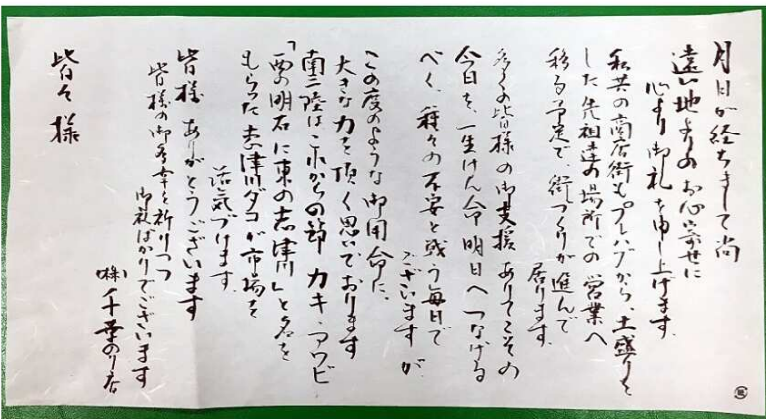 月日が経ちまして尚
遠い地よりのお心寄せに
心より御礼を申し上げます。
私共の商店街もプレハブから、土盛りを
した先祖達の場所での営業へ
移る予定で、街づくりが進んで
居ります。
多くの皆様の御支援ありてこその
今日を、一生けん命明日へつなげる
べく、種々の不安と戦う毎日で
ございますが、
この度のような御用命に、
大きな力を頂く思いでおります
南三陸はこれからの節 カキ・アワビ
「西の明石に東の志津川」と名を
もらった志津川ダコが市場を
活気づけます。
皆様 ありがとうございます
皆様の御多幸を祈りつつ
御礼ばかりでございます
(株)千葉のり店
皆々様